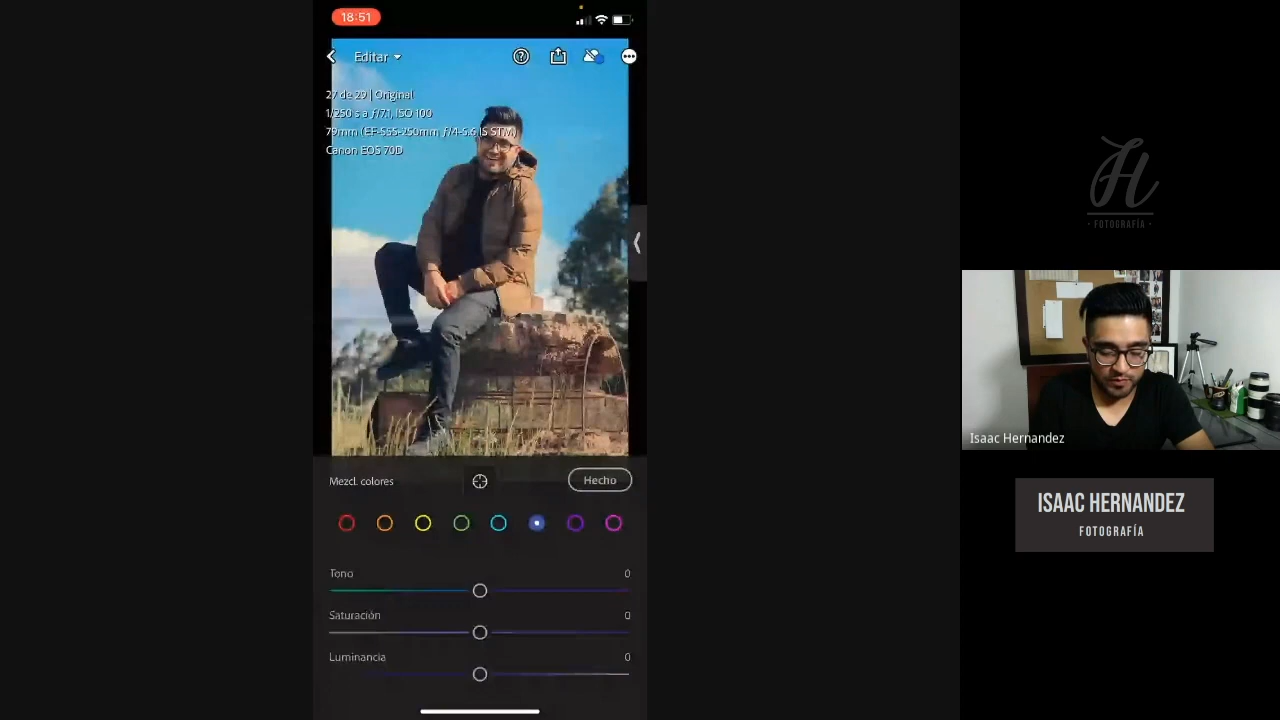 18:51
Editar
27 de 29 | Original
1/250 s a ƒ/7.1, ISO 100
79mm (EF-S55-250mm ƒ/4-5.6 IS STM)
Canon EOS 70D
Mezcl. colores
Hecho
Tono 0
Saturación 0
Luminancia 0
H
· FOTOGRAFÍA ·
Isaac Hernandez
ISAAC HERNANDEZ
FOTOGRAFÍA